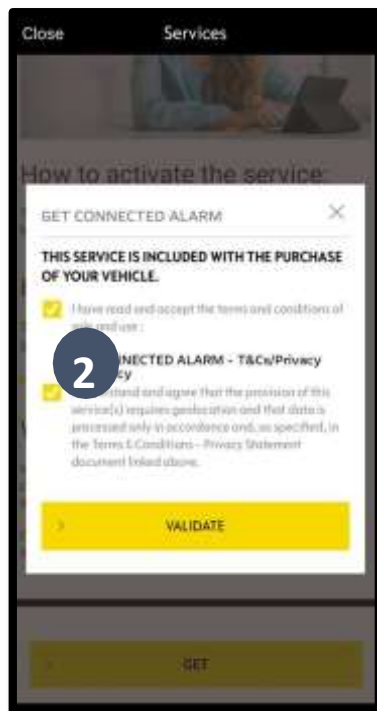 Close Services
How to activate the service:
GET CONNECTED ALARM
THIS SERVICE IS INCLUDED WITH THE PURCHASE
OF YOUR VEHICLE.
I have read and accept the terms and conditions of
and use :
2
NNECTED ALARM - T&Cs/Privacy
cy
and and agree that the provision of this
service(s) requires geolocation and that data is
processed only in accordance and, as specified, in
the Terms & Conditions - Privacy Statement
document linked above.
> VALIDATE
GET